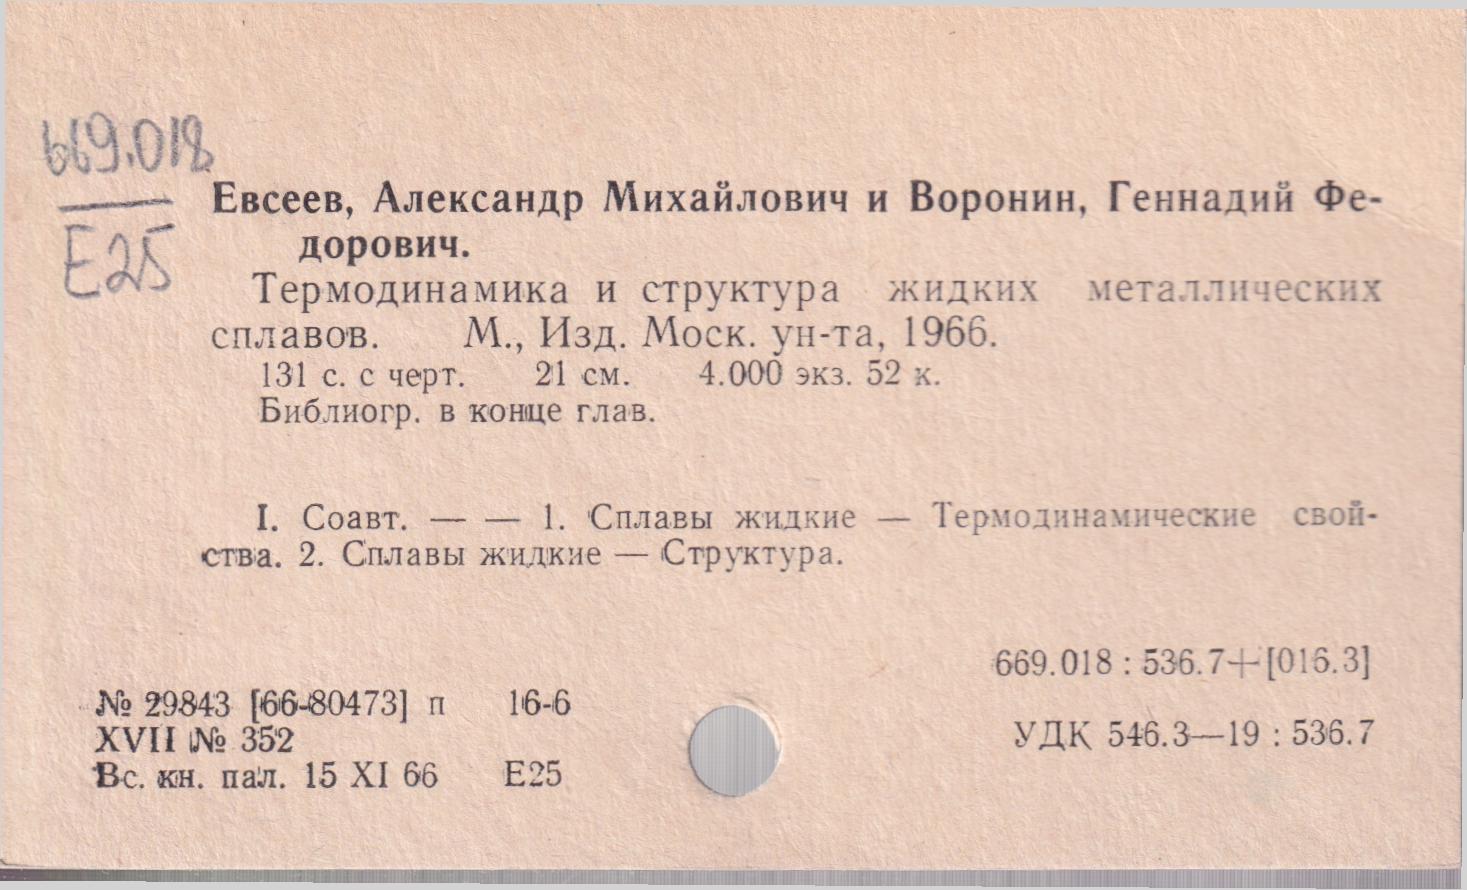 669.018
Е25
Евсеев, Александр Михайлович и Воронин, Геннадий Фе-
дорович.
Термодинамика и структура жидких металлических
сплавов. М., Изд. Моск. ун-та, 1966.
131 с. с черт. 21 см. 4.000 экз. 52 к.
Библиогр. в конце глав.
I. Соавт. — — 1. Сплавы жидкие — Термодинамические свой-
ства. 2. Сплавы жидкие — Структура.
669.018 : 536.7+[016.3]
№ 29843 [66-80473] п 16-6
XVII № 352
УДК 546.3—19 : 536.7
Вс. кн. пал. 15 XI 66 Е25